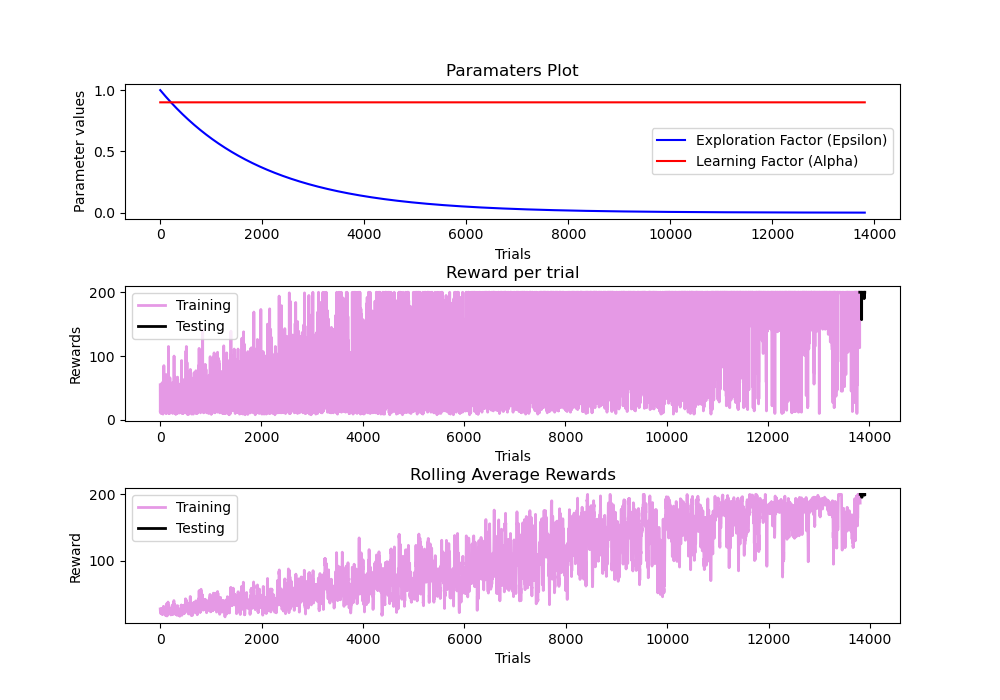 Paramaters Plot
1.0
0.5
0.0
Parameter values
Exploration Factor (Epsilon)
Learning Factor (Alpha)
0 2000 4000 6000 8000 10000 12000 14000
Trials
Reward per trial
200
100
0
Rewards
Training
Testing
0 2000 4000 6000 8000 10000 12000 14000
Trials
Rolling Average Rewards
200
100
Reward
Training
Testing
0 2000 4000 6000 8000 10000 12000 14000
Trials